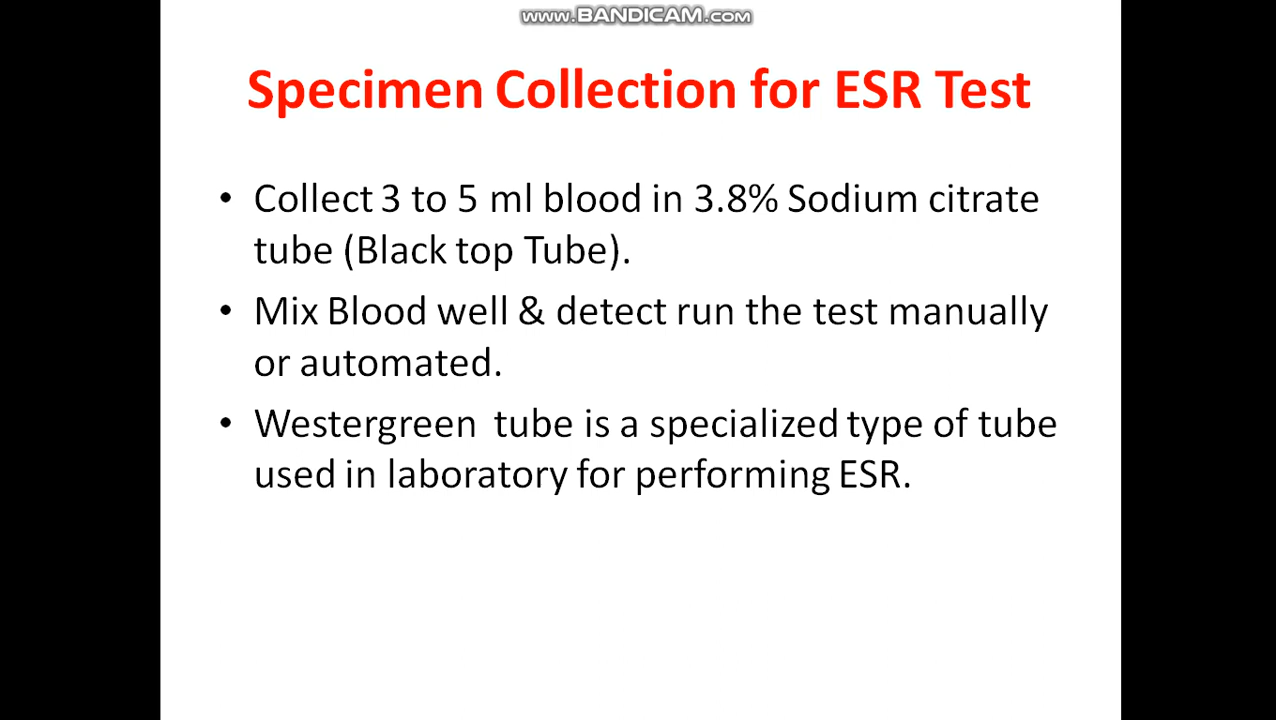 www.BANDICAM.com
Specimen Collection for ESR Test
• Collect 3 to 5 ml blood in 3.8% Sodium citrate
tube (Black top Tube).
• Mix Blood well & detect run the test manually
or automated.
• Westergreen tube is a specialized type of tube
used in laboratory for performing ESR.